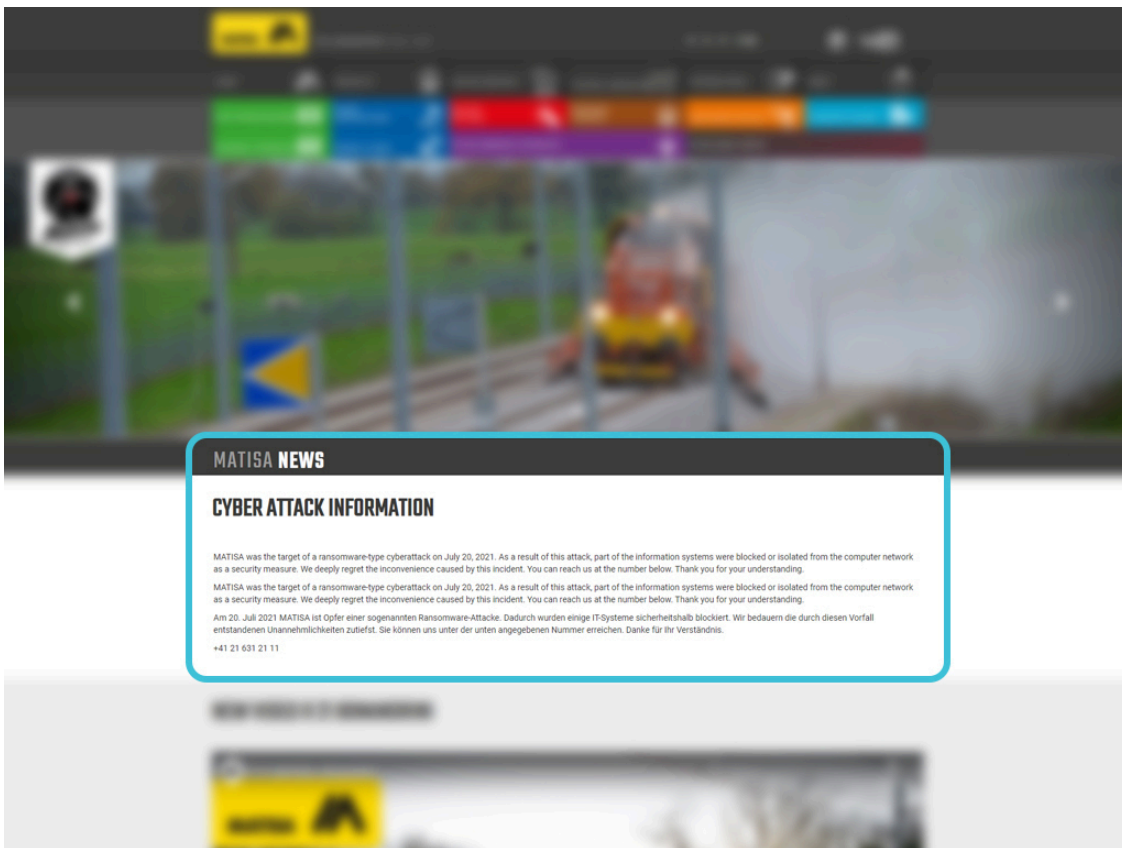 MATISA NEWS
CYBER ATTACK INFORMATION
MATISA was the target of a ransomware-type cyberattack on July 20, 2021. As a result of this attack, part of the information systems were blocked or isolated from the computer network
as a security measure. We deeply regret the inconvenience caused by this incident. You can reach us at the number below. Thank you for your understanding.
MATISA was the target of a ransomware-type cyberattack on July 20, 2021. As a result of this attack, part of the information systems were blocked or isolated from the computer network
as a security measure. We deeply regret the inconvenience caused by this incident. You can reach us at the number below. Thank you for your understanding.
Am 20. Juli 2021 MATISA ist Opfer einer sogenannten Ransomware-Attacke. Dadurch wurden einige IT-Systeme sicherheitshalb blockiert. Wir bedauern die durch diesen Vorfall
entstandenen Unannehmlichkeiten zutiefst. Sie können uns unter der unten angegebenen Nummer erreichen. Danke für Ihr Verständnis.
+41 21 631 21 11